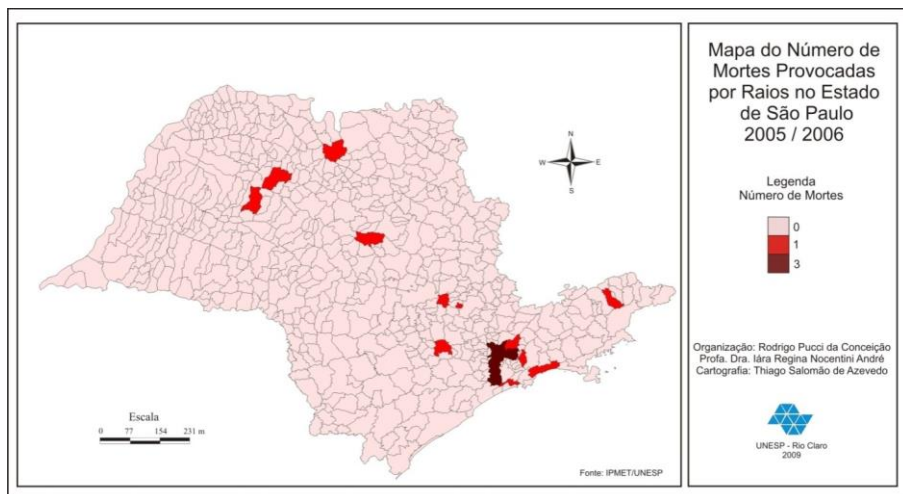 Mapa do Número de
Mortes Provocadas
por Raios no Estado
de São Paulo
2005 / 2006
N
W E
S
Legenda
Número de Mortes
0
1
3
Organização: Rodrigo Pucci da Conceição
Profa. Dra. Iára Regina Nocentini André
Cartografia: Thiago Salomão de Azevedo
UNESP - Rio Claro
2009
Escala
0 77 154 231 m
Fonte: IPMET/UNESP